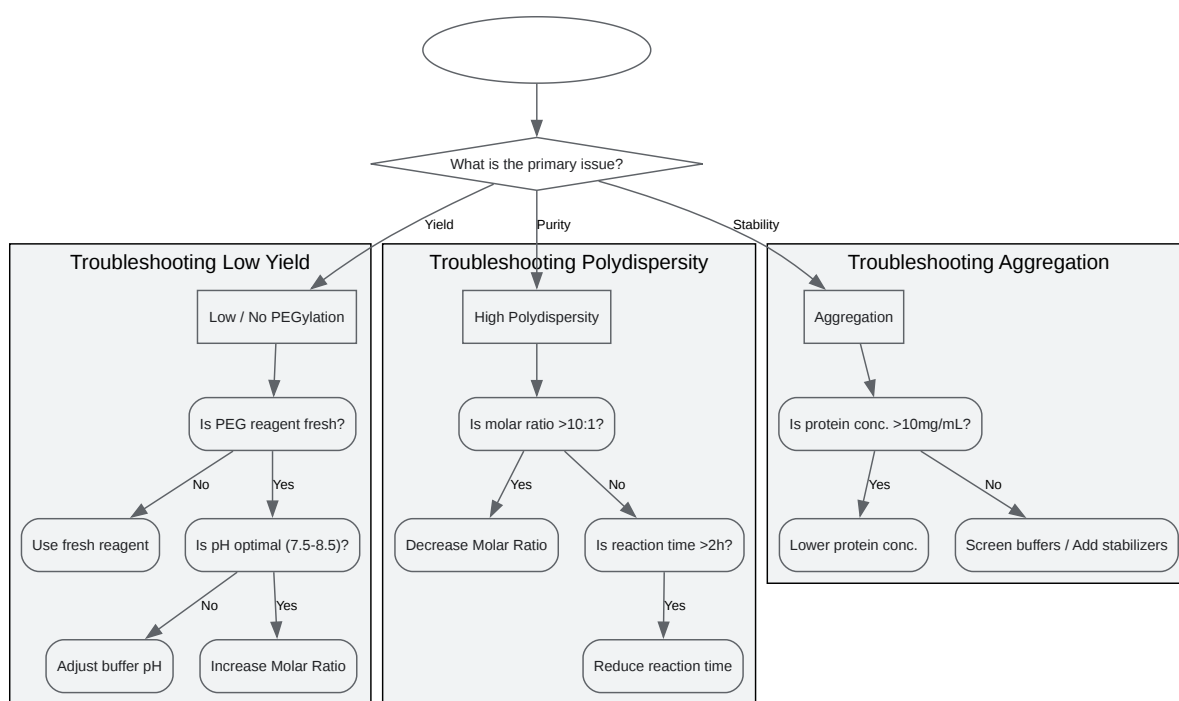 What is the primary issue?
Yield
Purity
Stability
Troubleshooting Low Yield
Troubleshooting Polydispersity
Troubleshooting Aggregation
Low / No PEGylation
High Polydispersity
Aggregation
Is PEG reagent fresh?
Is molar ratio >10:1?
Is protein conc. >10mg/mL?
No
Yes
Yes
No
Yes
No
Use fresh reagent
Is pH optimal (7.5-8.5)?
Decrease Molar Ratio
Is reaction time >2h?
Lower protein conc.
Screen buffers / Add stabilizers
No
Yes
Yes
Adjust buffer pH
Increase Molar Ratio
Reduce reaction time